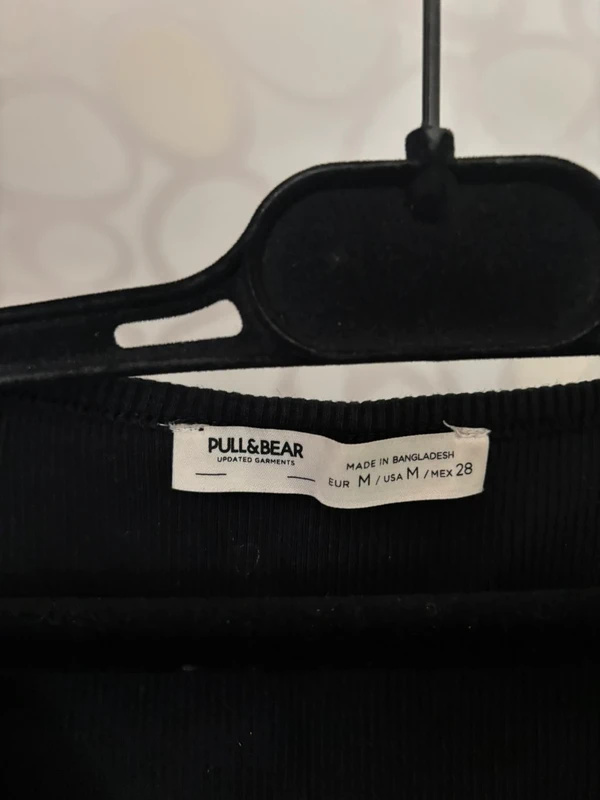 PULL&BEAR
UPDATED GARMENTS
MADE IN BANGLADESH
EUR M / USA M / MEX 28